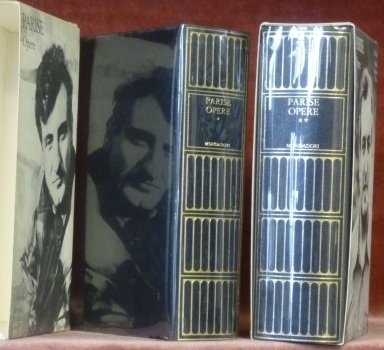 PARISE
Opere
PARISE
OPERE
*
MONDADORI
PARISE
OPERE
**
MONDADORI